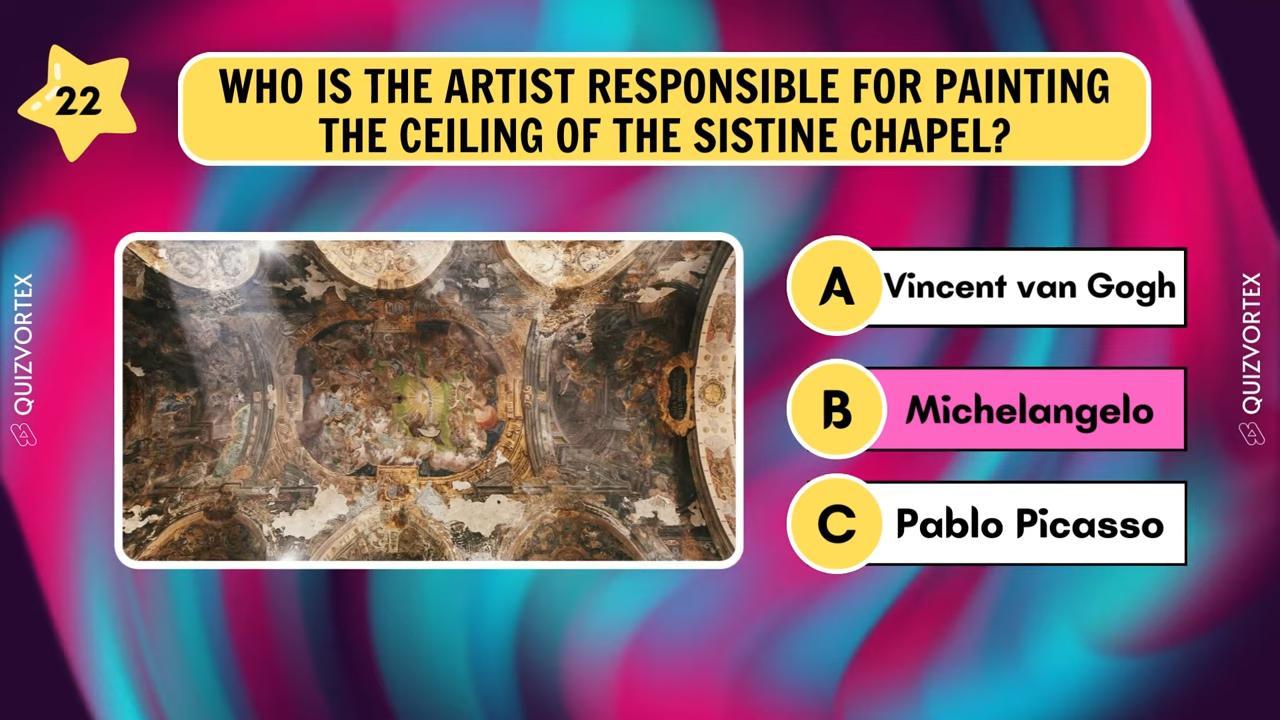 22
WHO IS THE ARTIST RESPONSIBLE FOR PAINTING
THE CEILING OF THE SISTINE CHAPEL?
A Vincent van Gogh
B Michelangelo
C Pablo Picasso
QUIZVORTEX
QUIZVORTEX